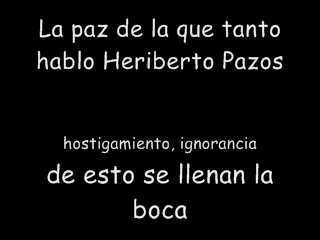 La paz de la que tanto
hablo Heriberto Pazos
hostigamiento, ignorancia
de esto se llenan la
boca